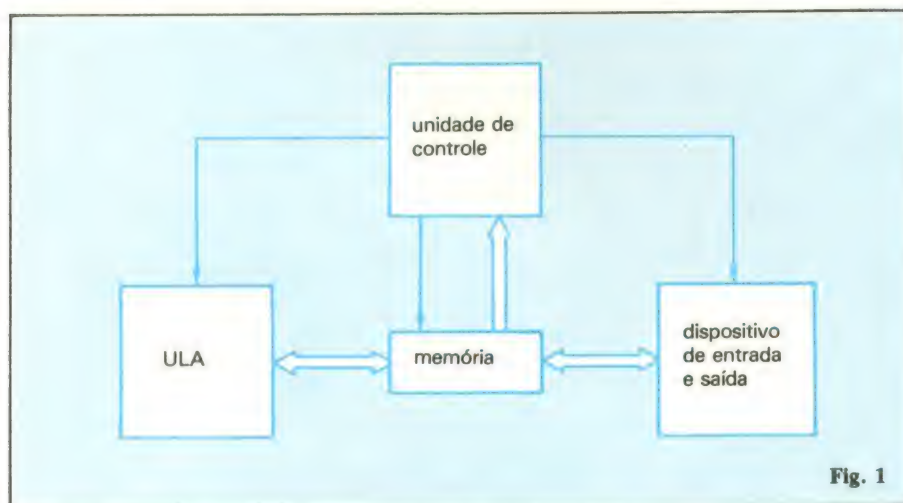 unidade de
controle
ULA
memória
dispositivo
de entrada
e saída
Fig. 1